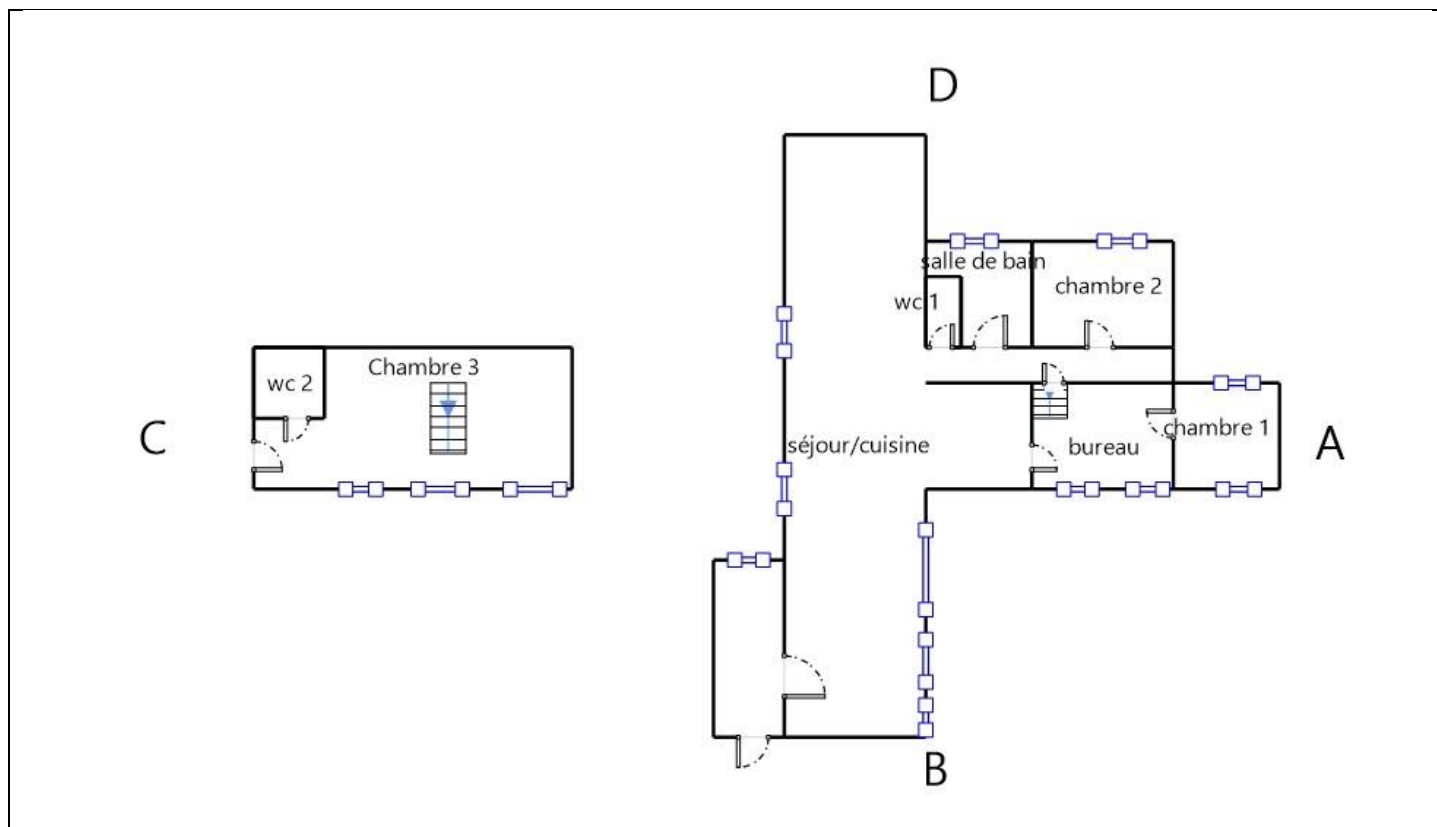 D
salle de bain
chambre 2
wc 1
Chambre 3
wc 2
C
séjour/cuisine
bureau
chambre 1
A
B